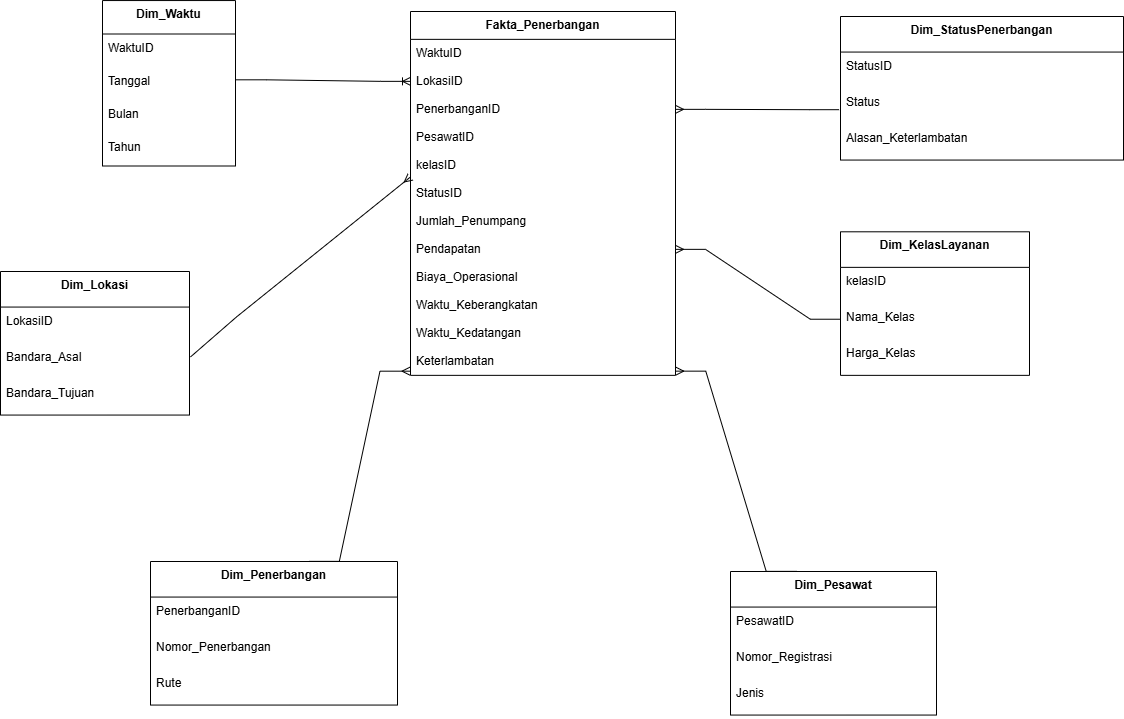 Dim_Waktu
WaktuID
Tanggal
Bulan
Tahun
Fakta_Penerbangan
WaktuID
LokasiID
PenerbanganID
PesawatID
kelasID
StatusID
Jumlah_Penumpang
Pendapatan
Biaya_Operasional
Waktu_Keberangkatan
Waktu_Kedatangan
Keterlambatan
Dim_StatusPenerbangan
StatusID
Status
Alasan_Keterlambatan
Dim_KelasLayanan
kelasID
Nama_Kelas
Harga_Kelas
Dim_Lokasi
LokasiID
Bandara_Asal
Bandara_Tujuan
Dim_Penerbangan
PenerbanganID
Nomor_Penerbangan
Rute
Dim_Pesawat
PesawatID
Nomor_Registrasi
Jenis